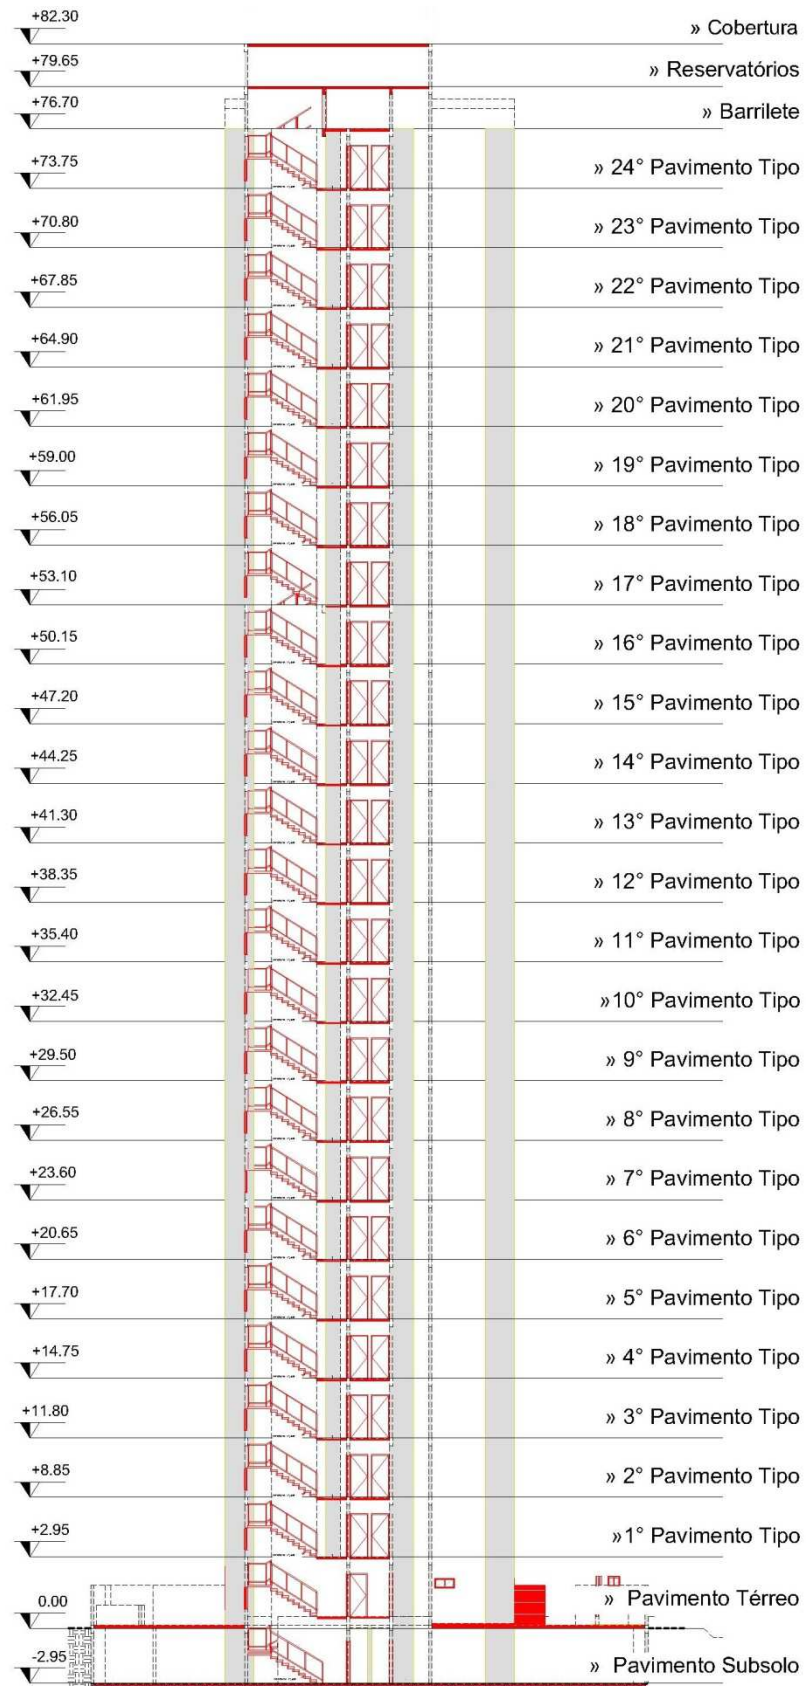 +82.30 » Cobertura
+79.65 » Reservatórios
+76.70 » Barrilete
+73.75 » 24° Pavimento Tipo
+70.80 » 23° Pavimento Tipo
+67.85 » 22° Pavimento Tipo
+64.90 » 21° Pavimento Tipo
+61.95 » 20° Pavimento Tipo
+59.00 » 19° Pavimento Tipo
+56.05 » 18° Pavimento Tipo
+53.10 » 17° Pavimento Tipo
+50.15 » 16° Pavimento Tipo
+47.20 » 15° Pavimento Tipo
+44.25 » 14° Pavimento Tipo
+41.30 » 13° Pavimento Tipo
+38.35 » 12° Pavimento Tipo
+35.40 » 11° Pavimento Tipo
+32.45 »10° Pavimento Tipo
+29.50 » 9° Pavimento Tipo
+26.55 » 8° Pavimento Tipo
+23.60 » 7° Pavimento Tipo
+20.65 » 6° Pavimento Tipo
+17.70 » 5° Pavimento Tipo
+14.75 » 4° Pavimento Tipo
+11.80 » 3° Pavimento Tipo
+8.85 » 2° Pavimento Tipo
+2.95 »1° Pavimento Tipo
0.00 » Pavimento Térreo
-2.95 » Pavimento Subsolo